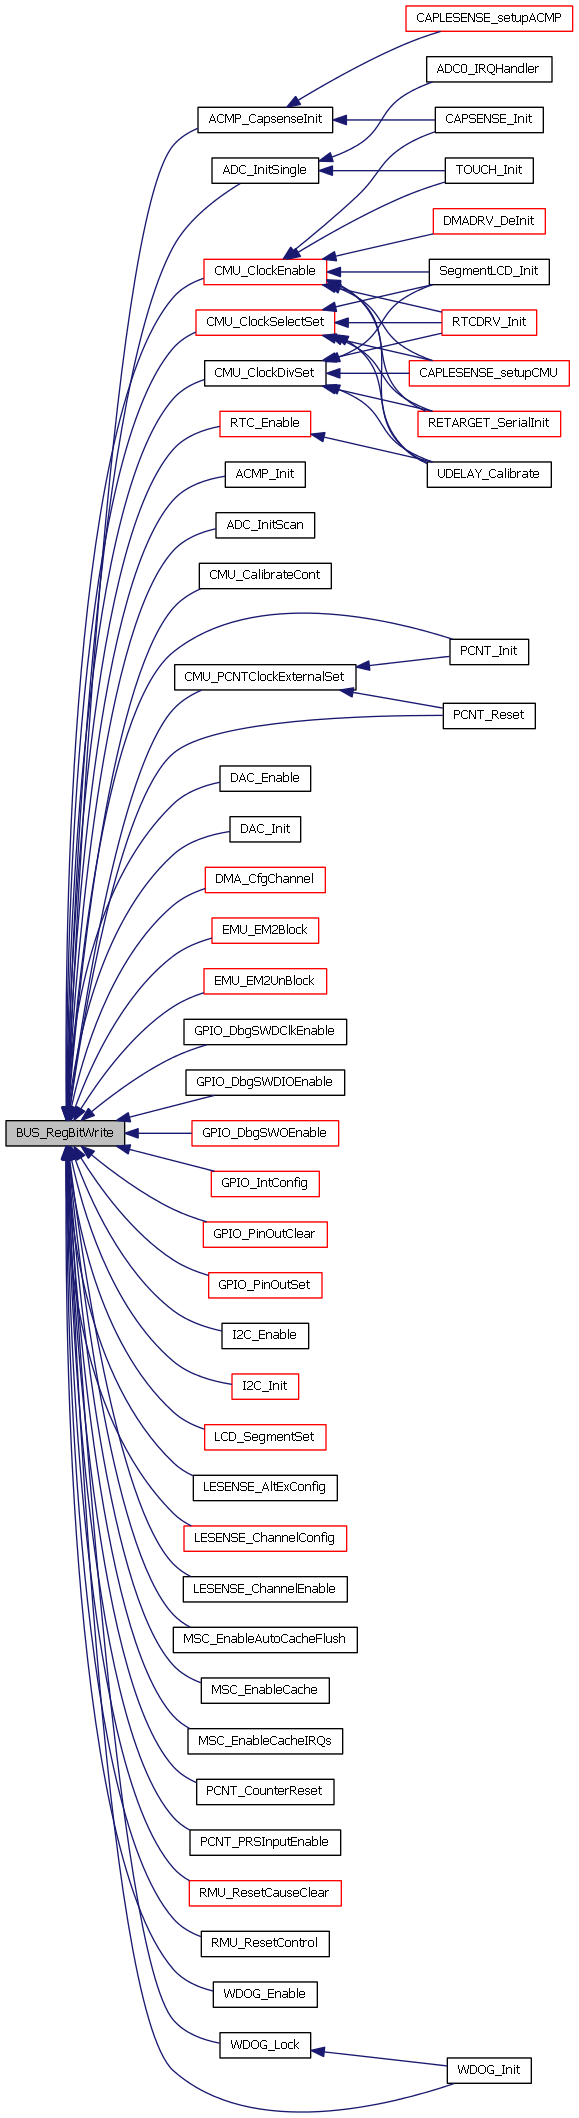 CAPLESENSE_setupACMP
ADC0_IRQHandler
ACMP_CapsenseInit
CAPSENSE_Init
ADC_InitSingle
TOUCH_Init
DMADRV_DeInit
CMU_ClockEnable
SegmentLCD_Init
CMU_ClockSelectSet
RTCDRV_Init
CMU_ClockDivSet
CAPLESENSE_setupCMU
RTC_Enable
RETARGET_SerialInit
ACMP_Init
UDELAY_Calibrate
ADC_InitScan
CMU_CalibrateCont
PCNT_Init
CMU_PCNTClockExternalSet
PCNT_Reset
DAC_Enable
DAC_Init
DMA_CfgChannel
EMU_EM2Block
EMU_EM2UnBlock
GPIO_DbgSWDClkEnable
GPIO_DbgSWDIOEnable
BUS_RegBitWrite
GPIO_DbgSWOEnable
GPIO_IntConfig
GPIO_PinOutClear
GPIO_PinOutSet
I2C_Enable
I2C_Init
LCD_SegmentSet
LESENSE_AltExConfig
LESENSE_ChannelConfig
LESENSE_ChannelEnable
MSC_EnableAutoCacheFlush
MSC_EnableCache
MSC_EnableCacheIRQs
PCNT_CounterReset
PCNT_PRSInputEnable
RMU_ResetCauseClear
RMU_ResetControl
WDOG_Enable
WDOG_Lock
WDOG_Init